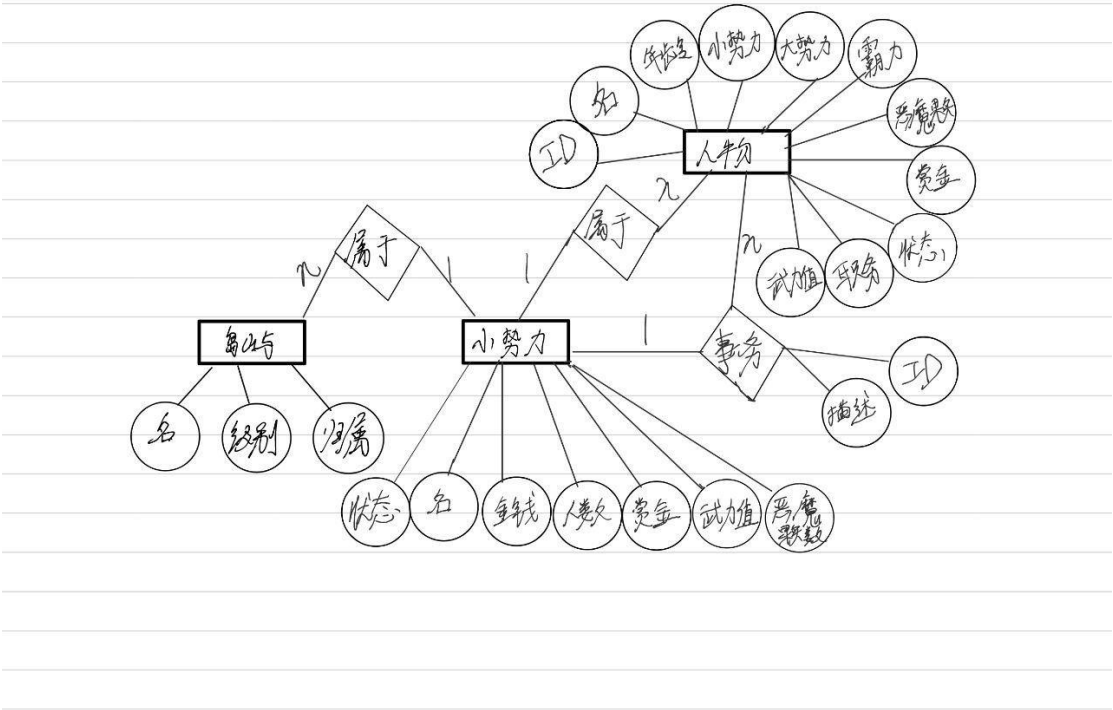 小势力
大势力
霸力
名
恶魔果实
ID
人物
赏金
n
属于
属于
n
状态
n
1
1
武力值
职务
岛屿
小势力
1
事务
ID
描述
名
级别
归属
状态
名
金钱
人数
赏金
武力值
恶魔
果实数